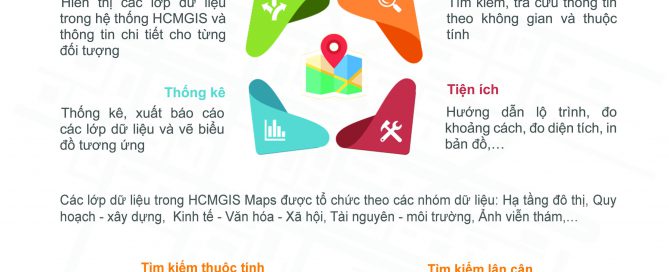 Hiển thị các lớp dữ liệu
trong hệ thống HCMGIS và
thông tin chi tiết cho từng
đối tượng
Tìm kiếm, tra cứu thông tin
theo không gian và thuộc
tính
Thống kê
Thống kê, xuất báo cáo
các lớp dữ liệu và vẽ biểu
đồ tương ứng
Tiện ích
Hướng dẫn lộ trình, đo
khoảng cách, đo diện tích, in
bản đồ,...
Các lớp dữ liệu trong HCMGIS Maps được tổ chức theo các nhóm dữ liệu: Hạ tầng đô thị, Quy
hoạch - xây dựng, Kinh tế - Văn hóa - Xã hội, Tài nguyên - môi trường, Ảnh viễn thám,...
Tìm kiếm thuộc tính
Tìm kiếm lân cận